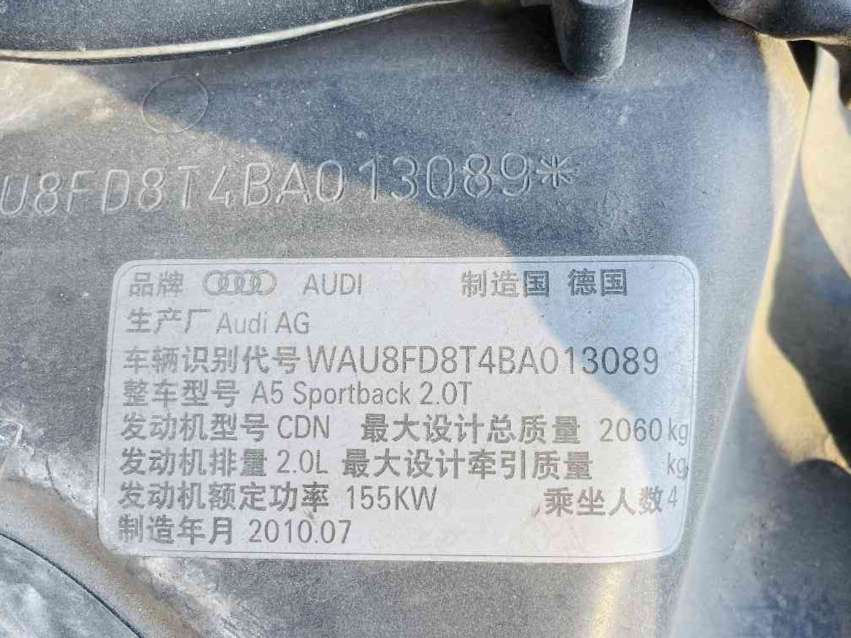 U8FD8T4BA013089*
品牌 AUDI 制造国 德国
生产厂 Audi AG
车辆识别代号 WAU8FD8T4BA013089
整车型号 A5 Sportback 2.0T
发动机型号 CDN 最大设计总质量 2060 kg
发动机排量 2.0L 最大设计牵引质量 kg
发动机额定功率 155KW 乘坐人数 4
制造年月 2010.07